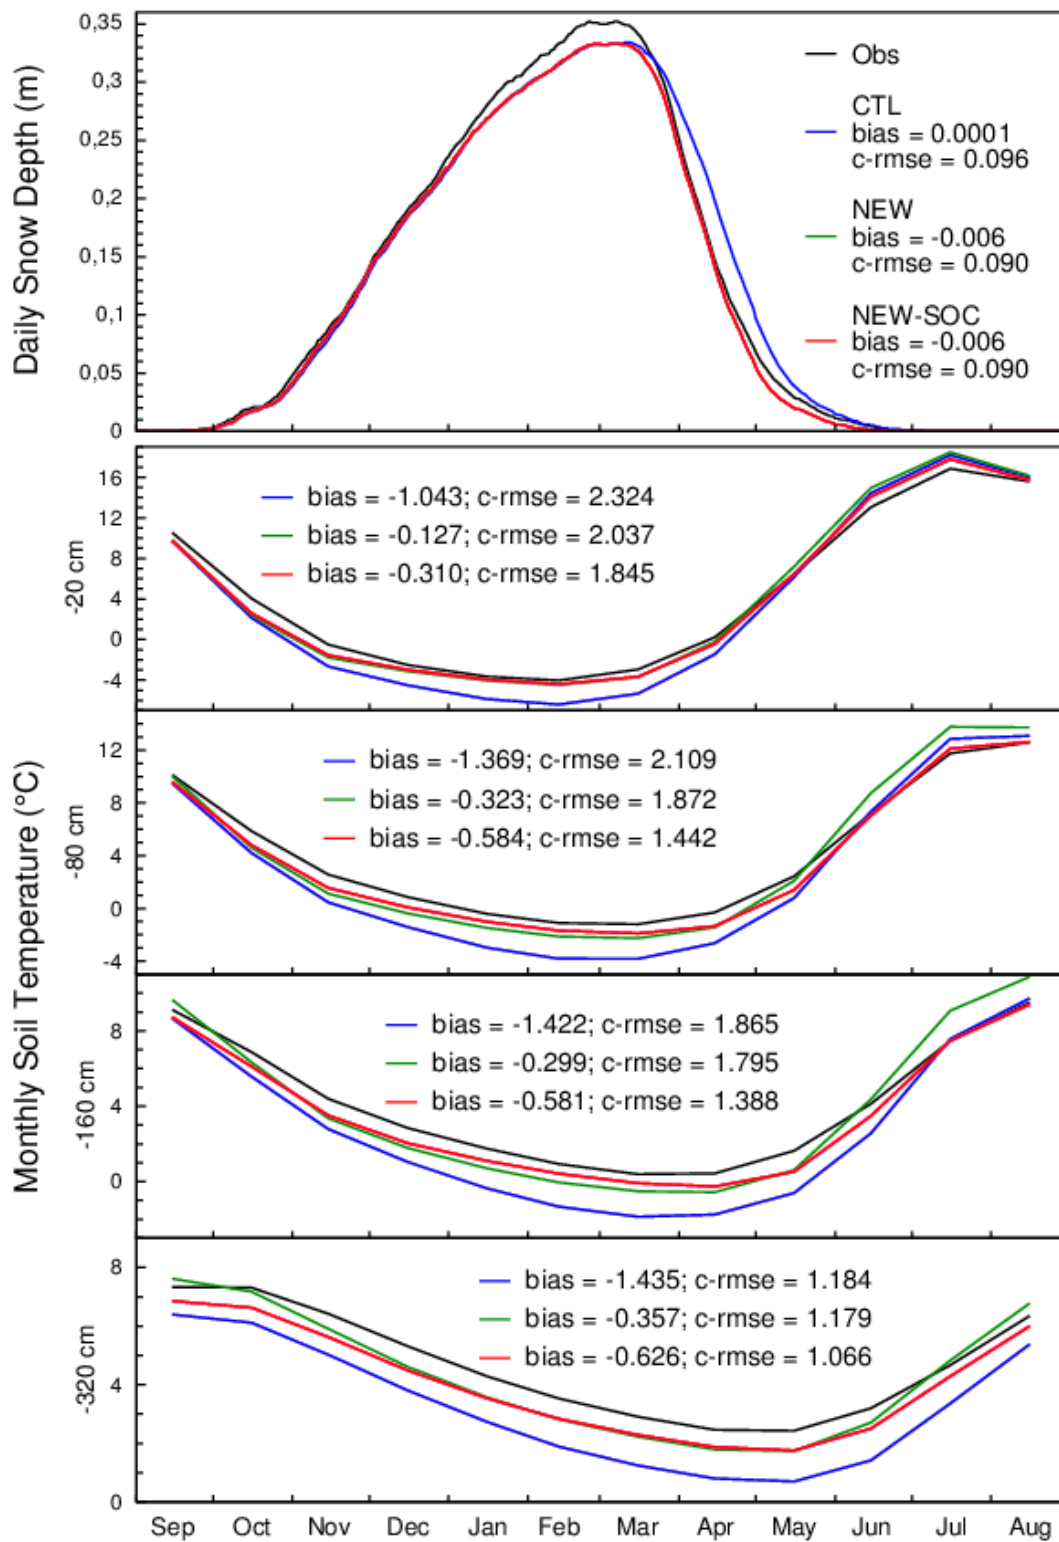 Daily Snow Depth (m)
0,35
0,3
0,25
0,2
0,15
0,1
0,05
0
Obs
CTL
bias = 0.0001
c-rmse = 0.096
NEW
bias = -0.006
c-rmse = 0.090
NEW-SOC
bias = -0.006
c-rmse = 0.090
Monthly Soil Temperature (°C)
-20 cm
16
12
8
4
0
-4
bias = -1.043; c-rmse = 2.324
bias = -0.127; c-rmse = 2.037
bias = -0.310; c-rmse = 1.845
-80 cm
12
8
4
0
-4
bias = -1.369; c-rmse = 2.109
bias = -0.323; c-rmse = 1.872
bias = -0.584; c-rmse = 1.442
-160 cm
8
4
0
bias = -1.422; c-rmse = 1.865
bias = -0.299; c-rmse = 1.795
bias = -0.581; c-rmse = 1.388
-320 cm
8
4
0
bias = -1.435; c-rmse = 1.184
bias = -0.357; c-rmse = 1.179
bias = -0.626; c-rmse = 1.066
Sep Oct Nov Dec Jan Feb Mar Apr May Jun Jul Aug